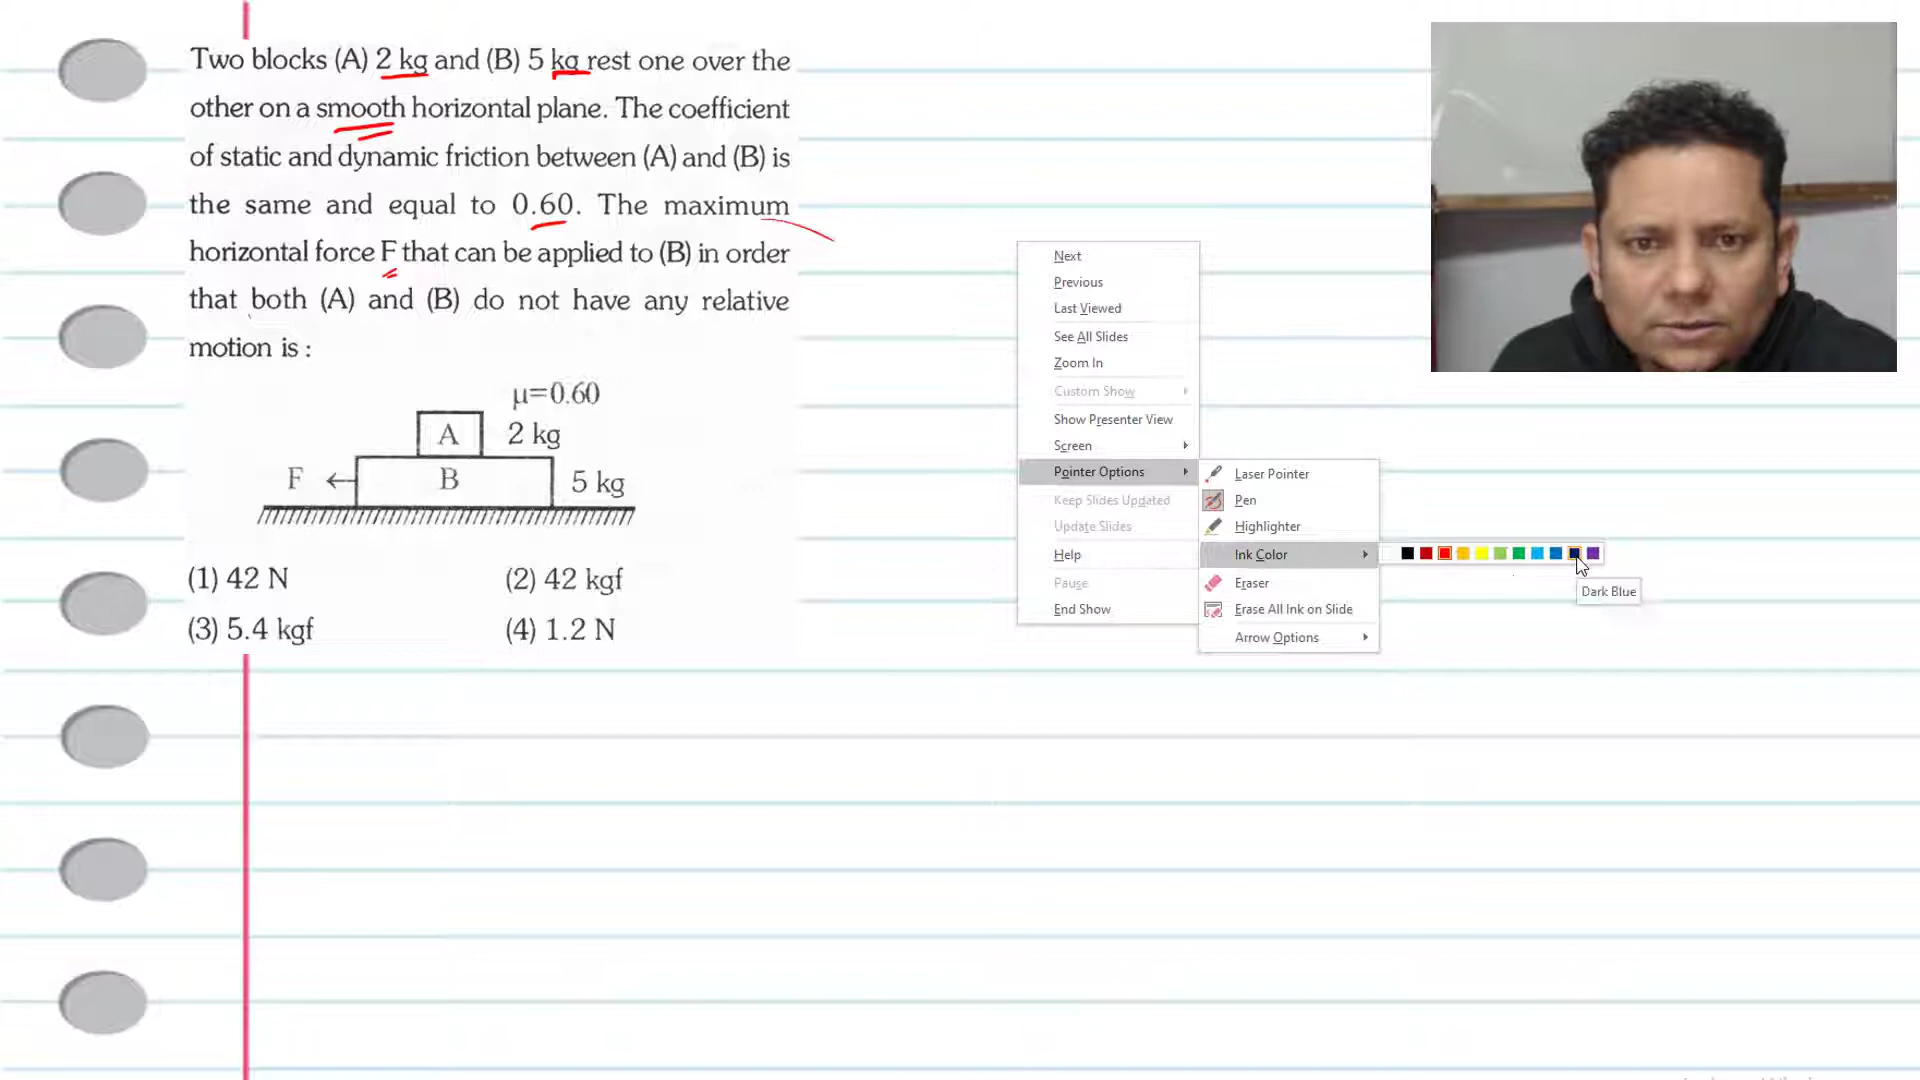 Two blocks (A) 2 kg and (B) 5 kg rest one over the
other on a smooth horizontal plane. The coefficient
of static and dynamic friction between (A) and (B) is
the same and equal to 0.60. The maximum
horizontal force F that can be applied to (B) in order
that both (A) and (B) do not have any relative
motion is :
μ=0.60
A 2 kg
F ← B 5 kg
(1) 42 N (2) 42 kgf
(3) 5.4 kgf (4) 1.2 N
Next
Previous
Last Viewed
See All Slides
Zoom In
Custom Show
Show Presenter View
Screen
Pointer Options
Keep Slides Updated
Update Slides
Help
Pause
End Show
Laser Pointer
Pen
Highlighter
Ink Color
Eraser
Erase All Ink on Slide
Arrow Options
Dark Blue